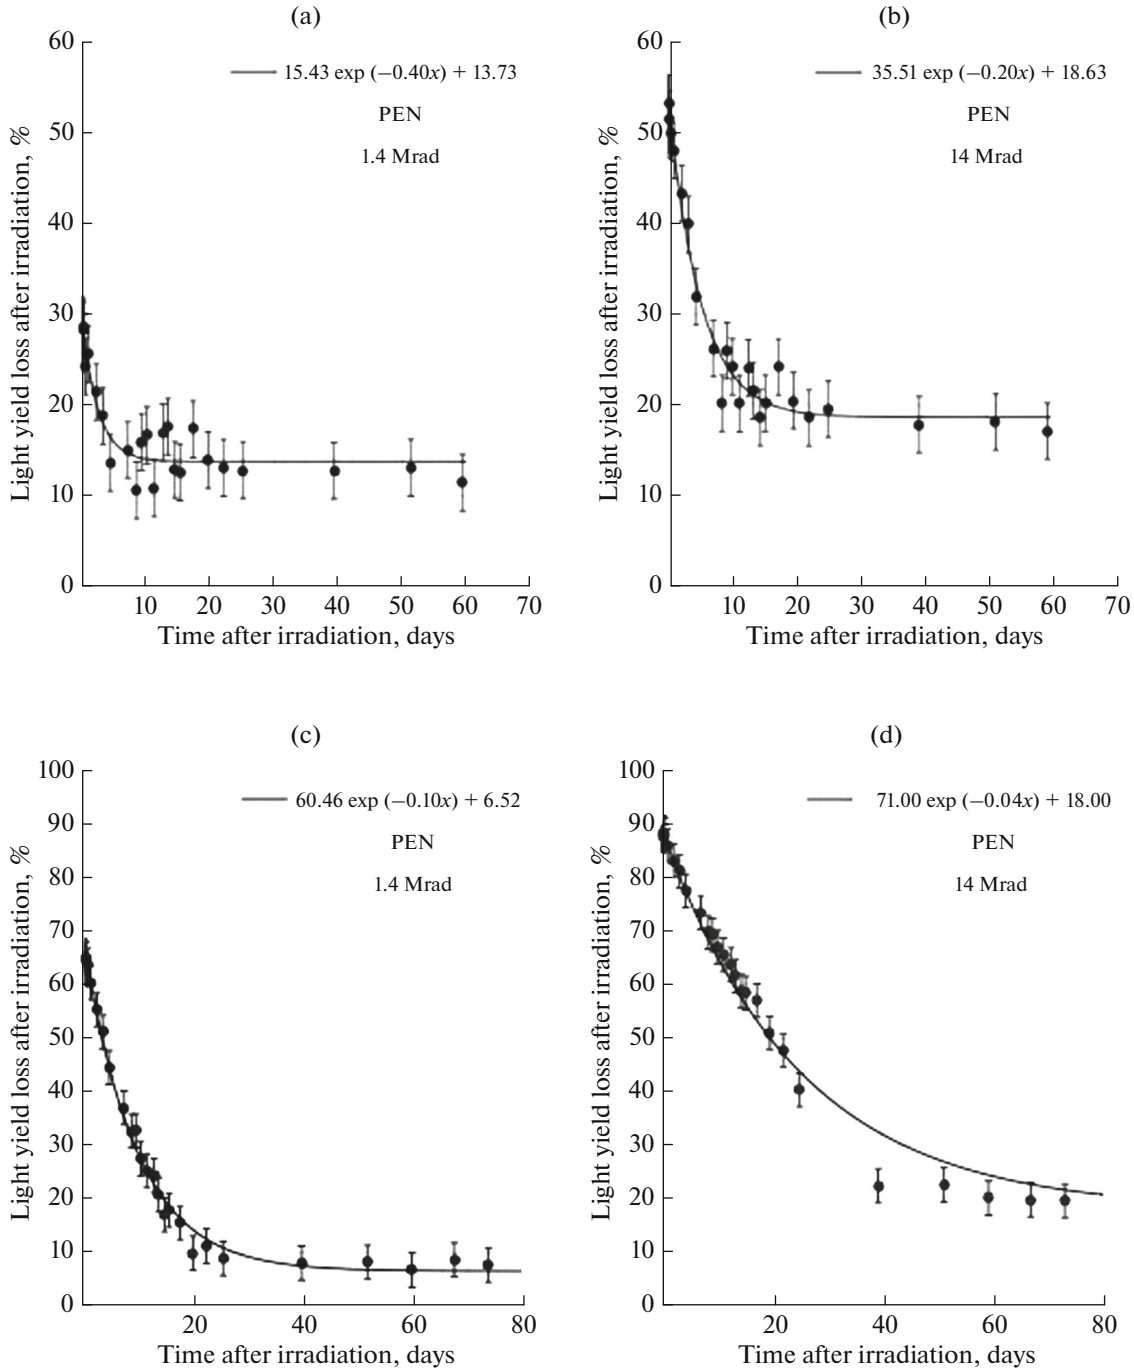 (a)
60
50
40
30
20
10
0
Light yield loss after irradiation, %
15.43 exp (−0.40x) + 13.73
PEN
1.4 Mrad
10 20 30 40 50 60 70
Time after irradiation, days
(b)
60
50
40
30
20
10
0
Light yield loss after irradiation, %
35.51 exp (−0.20x) + 18.63
PEN
14 Mrad
10 20 30 40 50 60 70
Time after irradiation, days
(c)
100
90
80
70
60
50
40
30
20
10
0
Light yield loss after irradiation, %
60.46 exp (−0.10x) + 6.52
PEN
1.4 Mrad
20 40 60 80
Time after irradiation, days
(d)
100
90
80
70
60
50
40
30
20
10
0
Light yield loss after irradiation, %
71.00 exp (−0.04x) + 18.00
PEN
14 Mrad
20 40 60 80
Time after irradiation, days